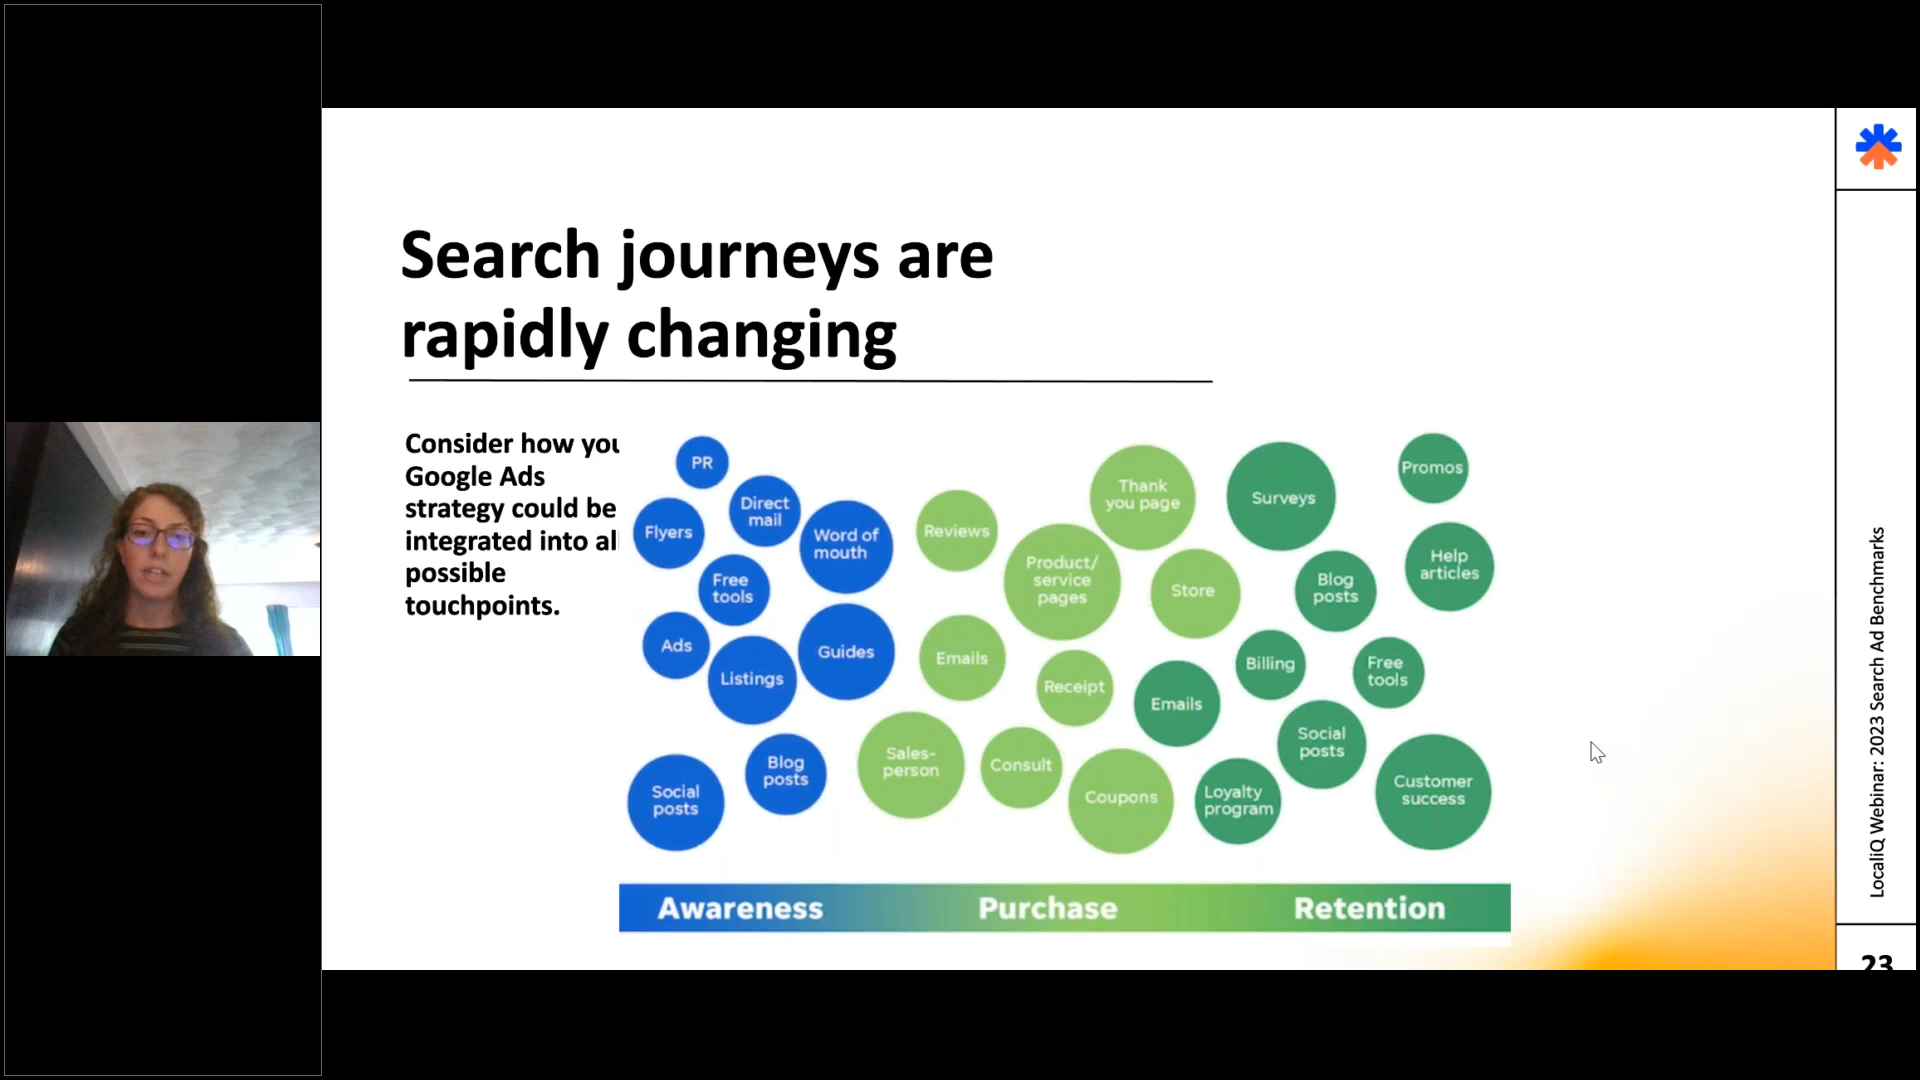 Search journeys are
rapidly changing
Consider how you
Google Ads
strategy could be
integrated into al
possible
touchpoints.
PR
Direct
mail
Flyers
Word of
mouth
Free
tools
Ads
Listings
Guides
Blog
posts
Social
posts
Reviews
Thank
you page
Product/
service
pages
Store
Emails
Receipt
Sales-
person
Consult
Coupons
Surveys
Promos
Help
articles
Blog
posts
Billing
Free
tools
Emails
Social
posts
Loyalty
program
Customer
success
Awareness
Purchase
Retention
LocaliQ Webinar: 2023 Search Ad Benchmarks
23